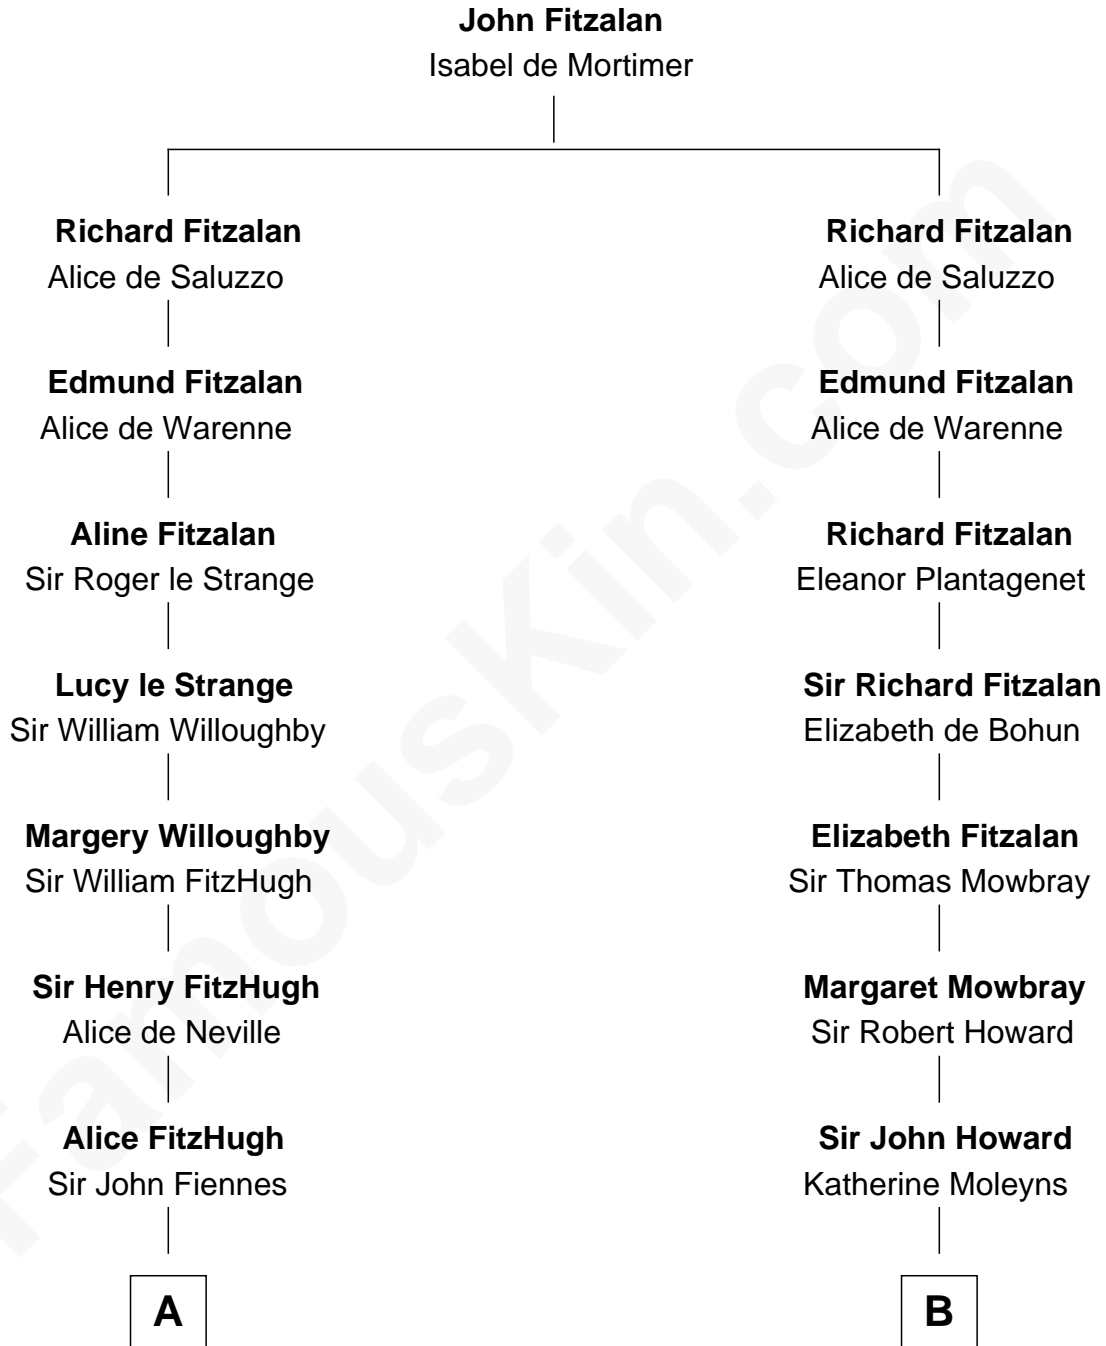 John Fitzalan
Isabel de Mortimer
Richard Fitzalan
Alice de Saluzzo
Richard Fitzalan
Alice de Saluzzo
Edmund Fitzalan
Alice de Warenne
Edmund Fitzalan
Alice de Warenne
Aline Fitzalan
Sir Roger le Strange
Richard Fitzalan
Eleanor Plantagenet
Lucy le Strange
Sir William Willoughby
Sir Richard Fitzalan
Elizabeth de Bohun
Margery Willoughby
Sir William FitzHugh
Elizabeth Fitzalan
Sir Thomas Mowbray
Sir Henry FitzHugh
Alice de Neville
Margaret Mowbray
Sir Robert Howard
Alice FitzHugh
Sir John Fiennes
Sir John Howard
Katherine Moleyns
A
B
FamousKin.com